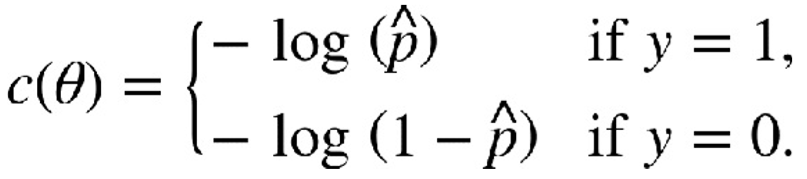 c(θ) = { − log (p̂) if y = 1,
− log (1 − p̂) if y = 0.